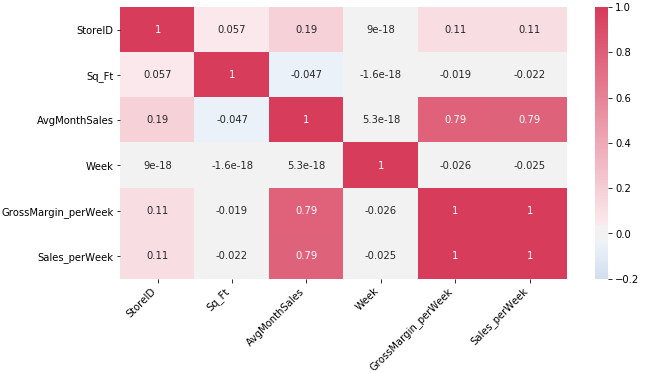 StoreID 1 0.057 0.19 9e-18 0.11 0.11
Sq_Ft 0.057 1 -0.047 -1.6e-18 -0.019 -0.022
AvgMonthSales 0.19 -0.047 1 5.3e-18 0.79 0.79
Week 9e-18 -1.6e-18 5.3e-18 1 -0.026 -0.025
GrossMargin_perWeek 0.11 -0.019 0.79 -0.026 1 1
Sales_perWeek 0.11 -0.022 0.79 -0.025 1 1
StoreID
Sq_Ft
AvgMonthSales
Week
GrossMargin_perWeek
Sales_perWeek
1.0
0.8
0.6
0.4
0.2
0.0
−0.2